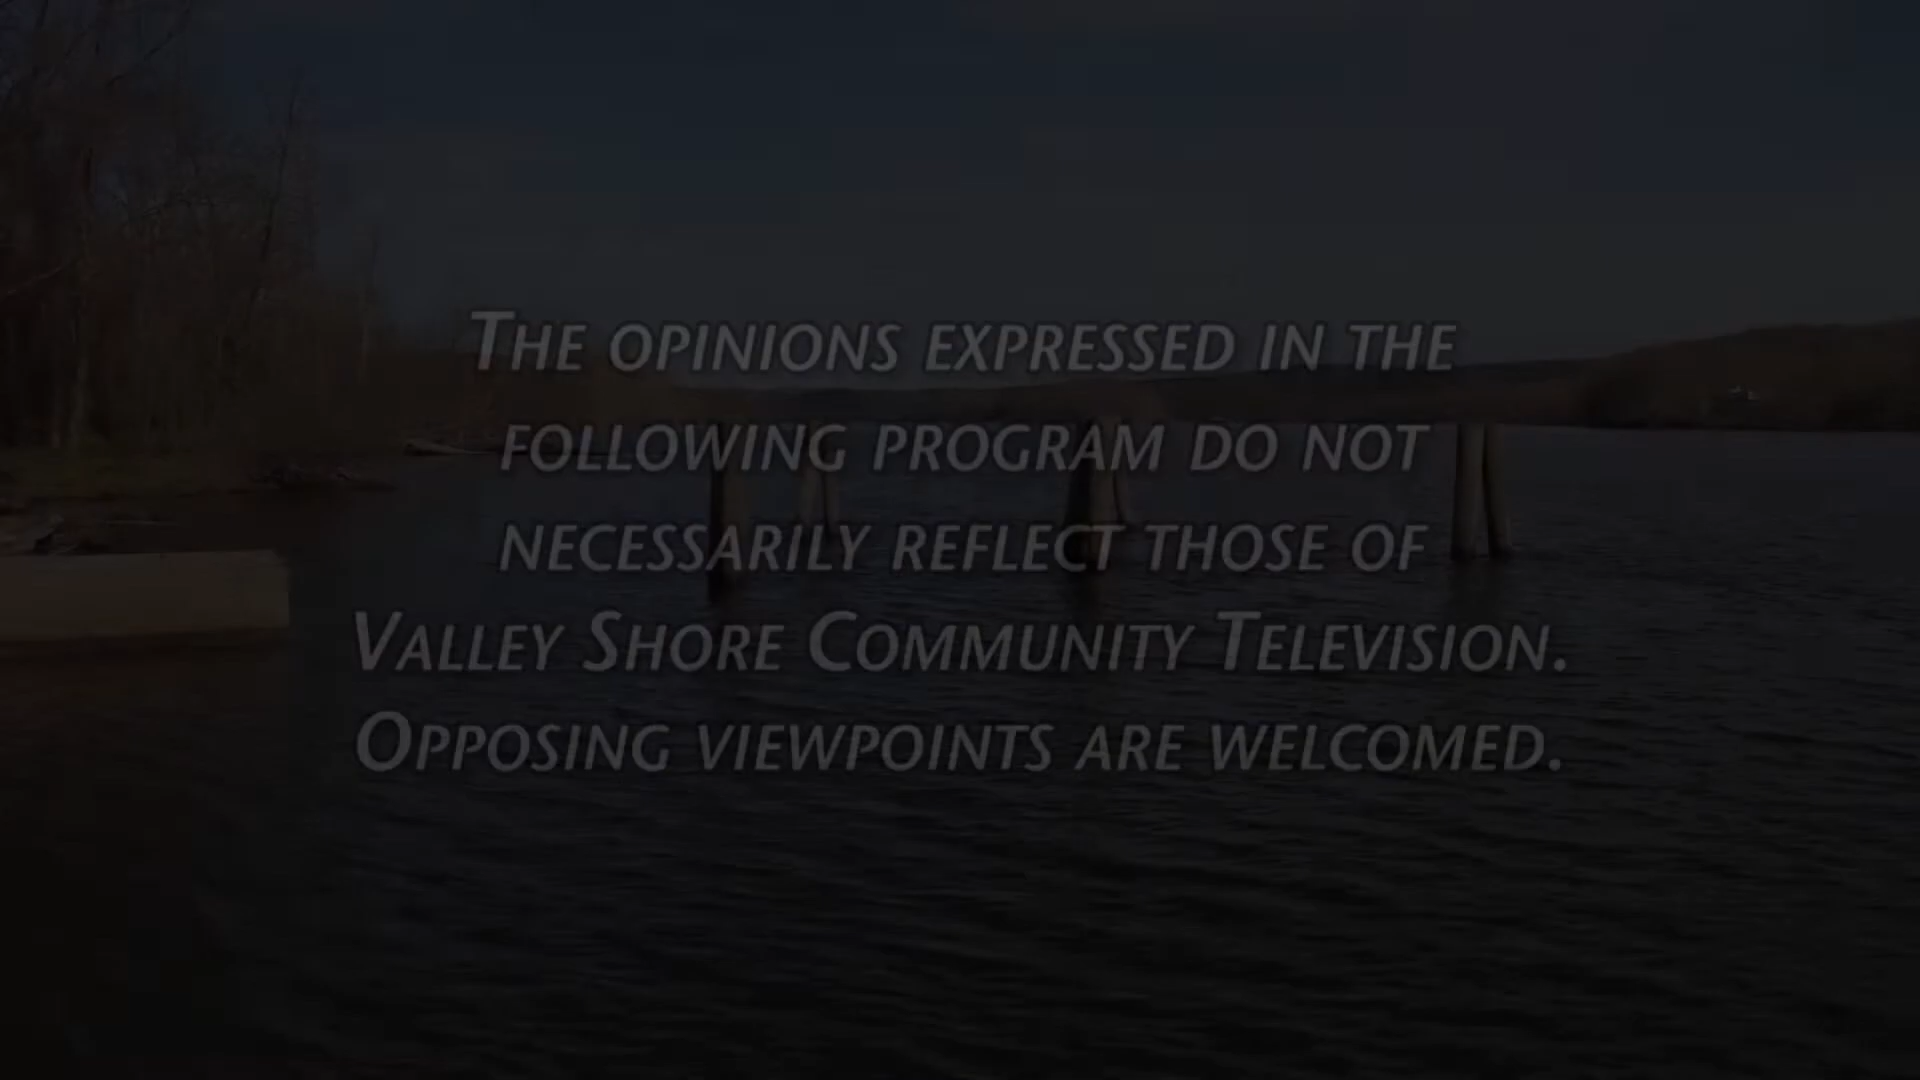 The opinions expressed in the
following program do not
necessarily reflect those of
Valley Shore Community Television.
Opposing viewpoints are welcomed.